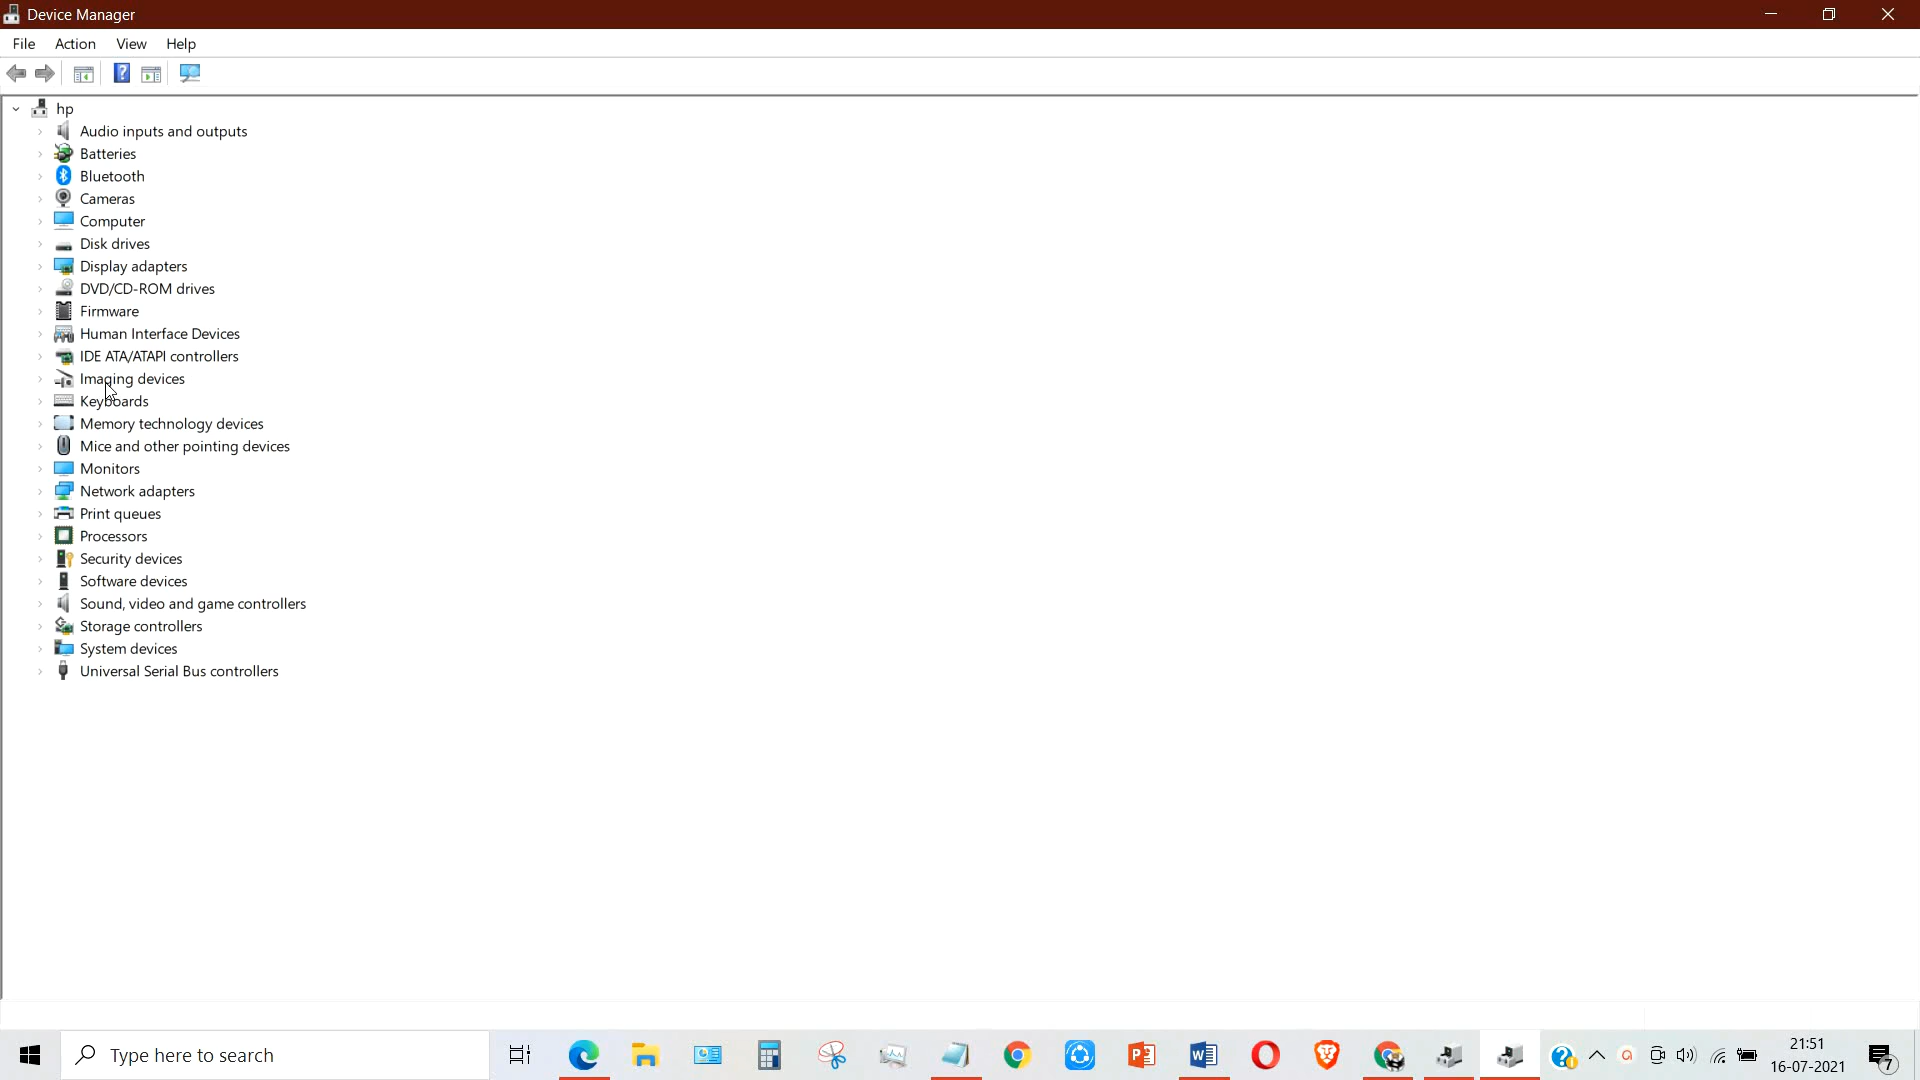 Device Manager
File Action View Help
hp
Audio inputs and outputs
Batteries
Bluetooth
Cameras
Computer
Disk drives
Display adapters
DVD/CD-ROM drives
Firmware
Human Interface Devices
IDE ATA/ATAPI controllers
Imaging devices
Keyboards
Memory technology devices
Mice and other pointing devices
Monitors
Network adapters
Print queues
Processors
Security devices
Software devices
Sound, video and game controllers
Storage controllers
System devices
Universal Serial Bus controllers
Type here to search
21:51
16-07-2021
7